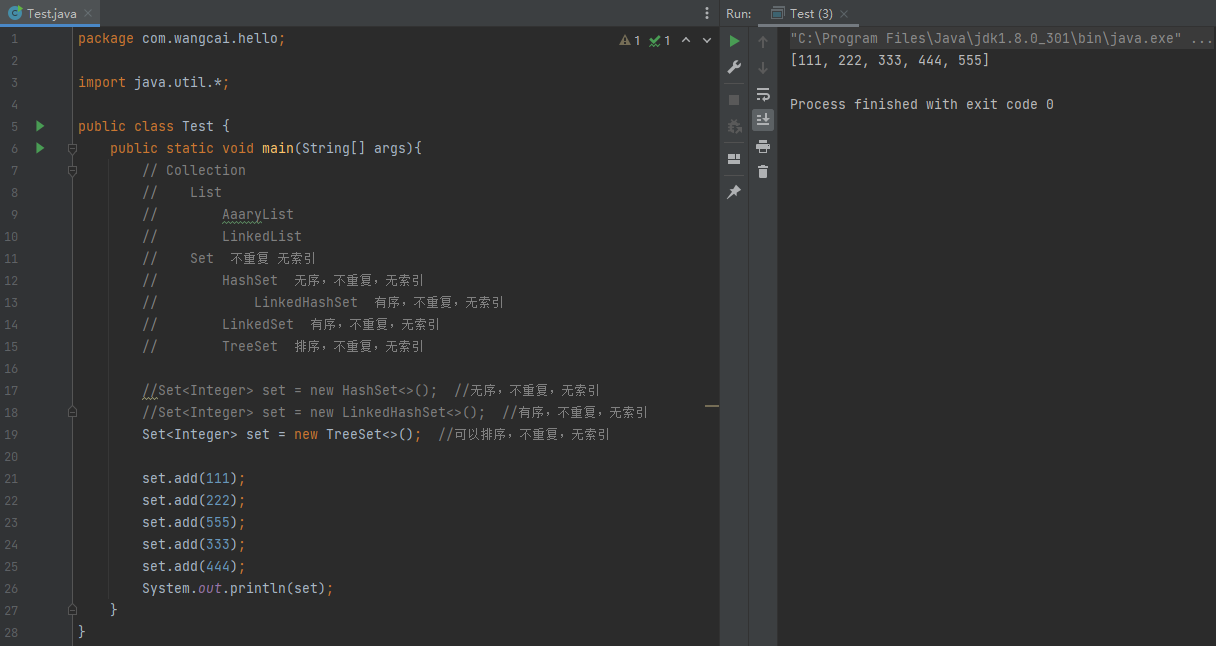 Test.java
Run: Test (3)
1 package com.wangcai.hello;
1 1
2
3 import java.util.*;
4
5 public class Test {
6 public static void main(String[] args){
7 // Collection
8 // List
9 // AaaryList
10 // LinkedList
11 // Set 不重复 无索引
12 // HashSet 无序，不重复，无索引
13 // LinkedHashSet 有序，不重复，无索引
14 // LinkedSet 有序，不重复，无索引
15 // TreeSet 排序，不重复，无索引
16
17 //Set<Integer> set = new HashSet<>(); //无序，不重复，无索引
18 //Set<Integer> set = new LinkedHashSet<>(); //有序，不重复，无索引
19 Set<Integer> set = new TreeSet<>(); //可以排序，不重复，无索引
20
21 set.add(111);
22 set.add(222);
23 set.add(555);
24 set.add(333);
25 set.add(444);
26 System.out.println(set);
27 }
28 }
"C:\Program Files\Java\jdk1.8.0_301\bin\java.exe" ...
[111, 222, 333, 444, 555]
Process finished with exit code 0